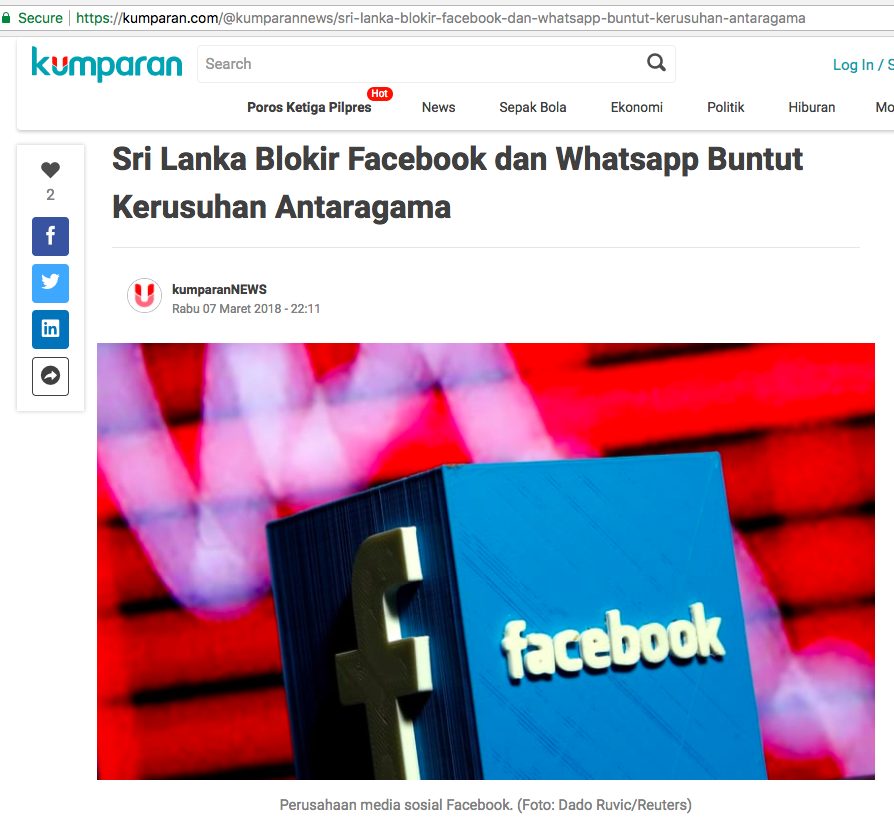 Secure | https://kumparan.com/@kumparannews/sri-lanka-blokir-facebook-dan-whatsapp-buntut-kerusuhan-antaragama
kumparan
Search
Log In / S
Hot
Poros Ketiga Pilpres News Sepak Bola Ekonomi Politik Hiburan Mo
Sri Lanka Blokir Facebook dan Whatsapp Buntut
Kerusuhan Antaragama
2
f
in
kumparanNEWS
Rabu 07 Maret 2018 - 22:11
f
facebook
Perusahaan media sosial Facebook. (Foto: Dado Ruvic/Reuters)